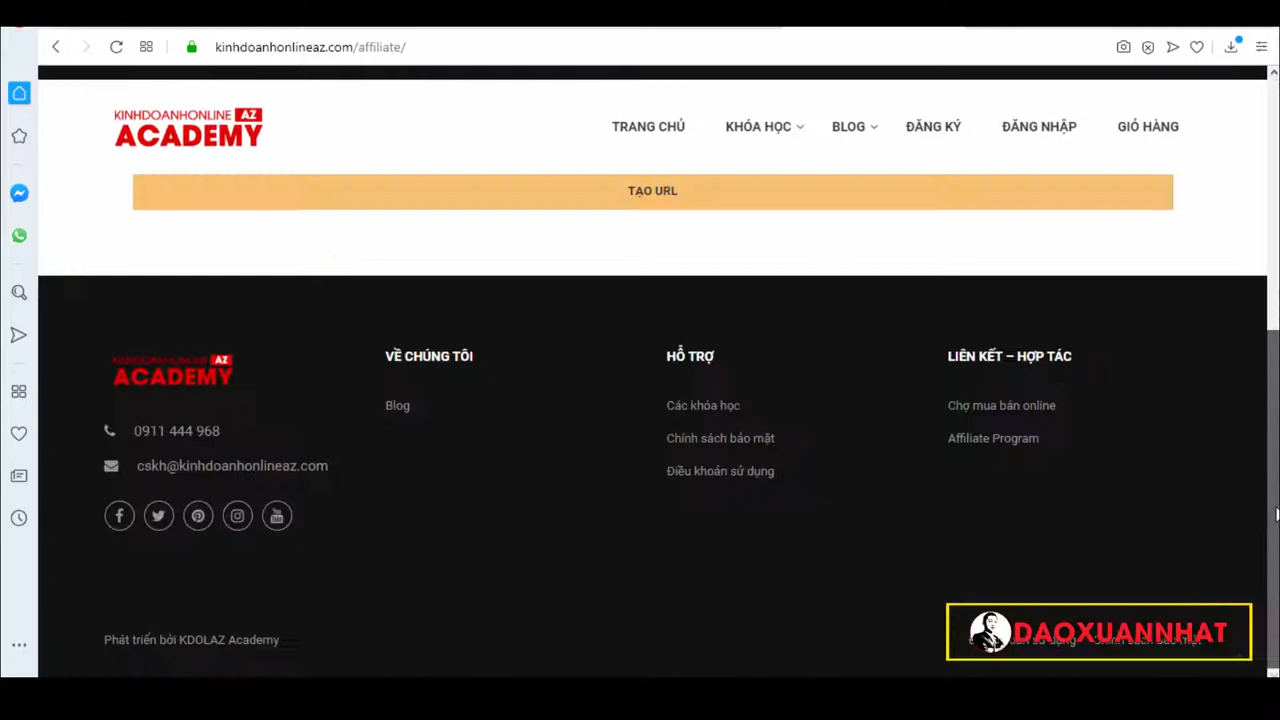 kinhdoanhonlineaz.com/affiliate/
KINHDOANHONLINE AZ
ACADEMY
TRANG CHỦ
KHÓA HỌC
BLOG
ĐĂNG KÝ
ĐĂNG NHẬP
GIỎ HÀNG
TẠO URL
KINHDOANHONLINE AZ
ACADEMY
0911 444 968
cskh@kinhdoanhonlineaz.com
VỀ CHÚNG TÔI
Blog
HỖ TRỢ
Các khóa học
Chính sách bảo mật
Điều khoản sử dụng
LIÊN KẾT – HỢP TÁC
Chợ mua bán online
Affiliate Program
Phát triển bởi KDOLAZ Academy
DAOXUANNHAT